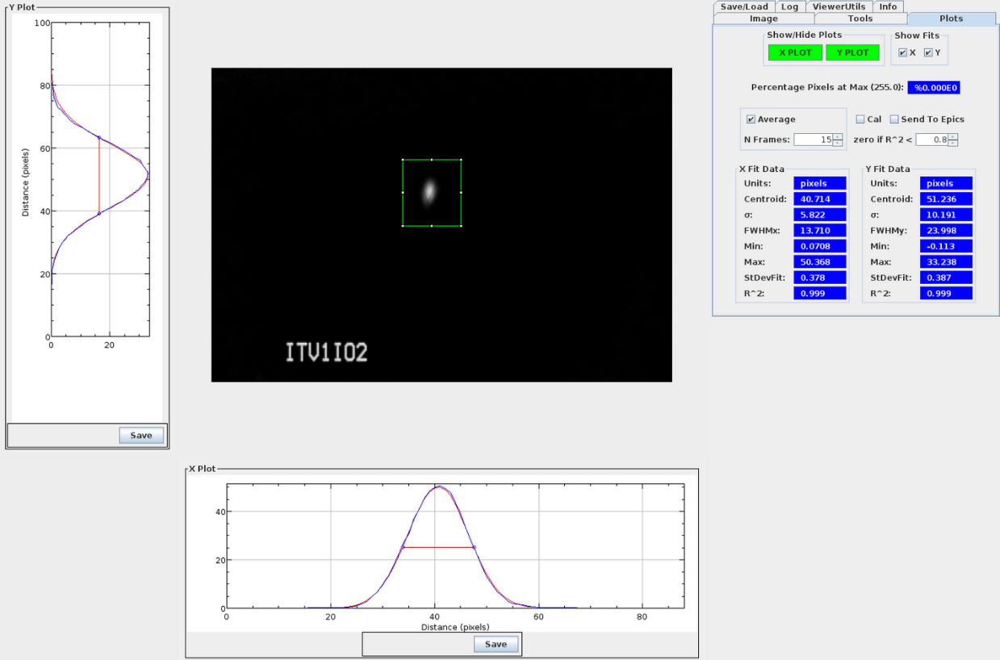 Y Plot
100
80
60
40
20
0
0 20
Distance (pixels)
Save
ITV1IO2
X Plot
40
20
0
0 20 40 60 80
Distance (pixels)
Save
Save/Load Log ViewerUtils Info
Image Tools Plots
Show/Hide Plots
X PLOT Y PLOT
Show Fits
X Y
Percentage Pixels at Max (255.0): %0.000E0
Average
N Frames: 15
Cal Send To Epics
zero if R^2 < 0.8
X Fit Data
Units: pixels
Centroid: 40.714
σ: 5.822
FWHMx: 13.710
Min: 0.0708
Max: 50.368
StDevFit: 0.378
R^2: 0.999
Y Fit Data
Units: pixels
Centroid: 51.236
σ: 10.191
FWHMy: 23.998
Min: -0.113
Max: 33.238
StDevFit: 0.387
R^2: 0.999